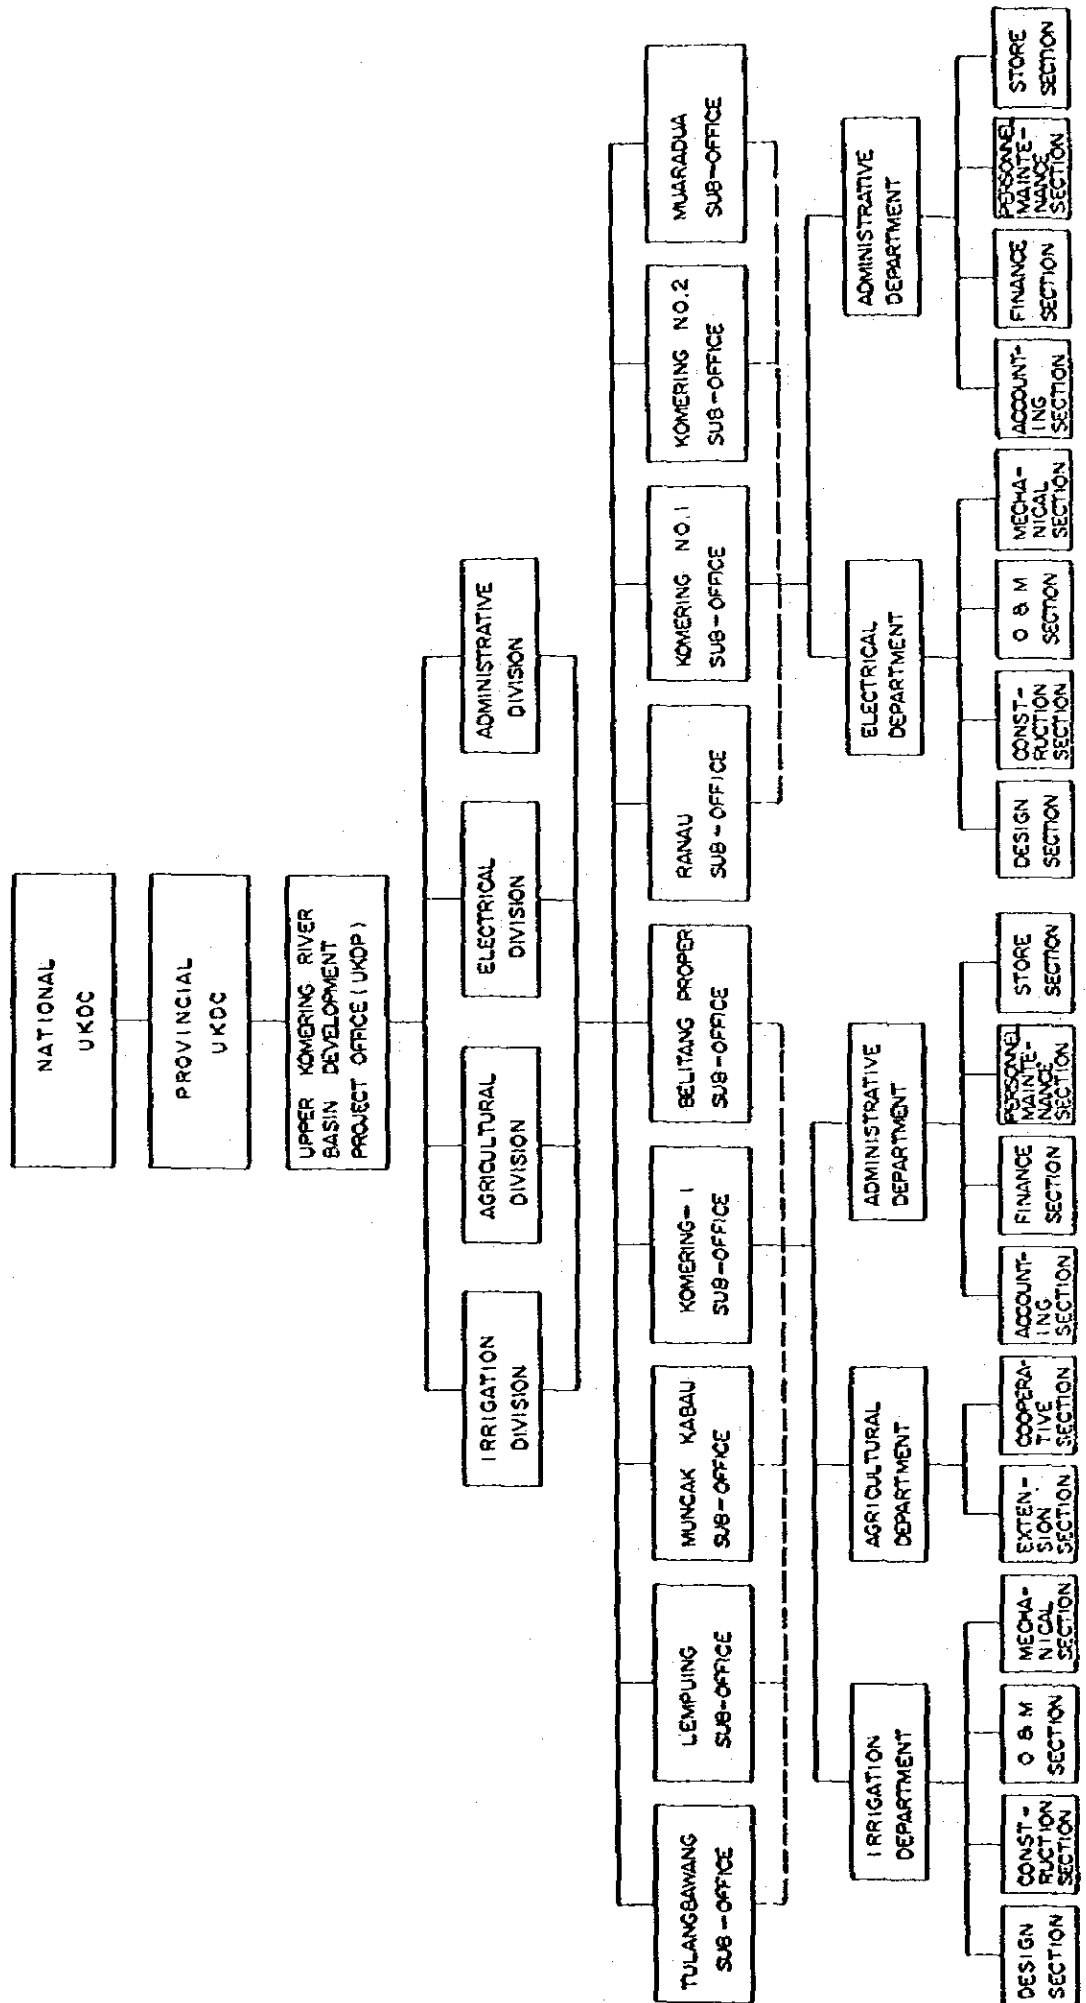 NATIONAL
UKDC
PROVINCIAL
UKDC
UPPER KOMERING RIVER
BASIN DEVELOPMENT
PROJECT OFFICE (UKDP)
IRRIGATION
DIVISION
AGRICULTURAL
DIVISION
ELECTRICAL
DIVISION
ADMINISTRATIVE
DIVISION
TULANGBAWANG
SUB-OFFICE
LEMPUING
SUB-OFFICE
MUNCAK KABAU
SUB-OFFICE
KOMERING-1
SUB-OFFICE
BELITANG PROPER
SUB-OFFICE
RANAU
SUB-OFFICE
KOMERING NO.1
SUB-OFFICE
KOMERING NO.2
SUB-OFFICE
MUARADUA
SUB-OFFICE
IRRIGATION
DEPARTMENT
AGRICULTURAL
DEPARTMENT
ADMINISTRATIVE
DEPARTMENT
ELECTRICAL
DEPARTMENT
ADMINISTRATIVE
DEPARTMENT
DESIGN
SECTION
CONST-
RUCTION
SECTION
O & M
SECTION
MECHA-
NICAL
SECTION
EXTEN-
SION
SECTION
COOPERA-
TIVE
SECTION
ACCOUNT-
ING
SECTION
FINANCE
SECTION
PERSONNEL
MAINTE-
NANCE
SECTION
STORE
SECTION
DESIGN
SECTION
CONST-
RUCTION
SECTION
O & M
SECTION
MECHA-
NICAL
SECTION
ACCOUNT-
ING
SECTION
FINANCE
SECTION
PERSONNEL
MAINTE-
NANCE
SECTION
STORE
SECTION